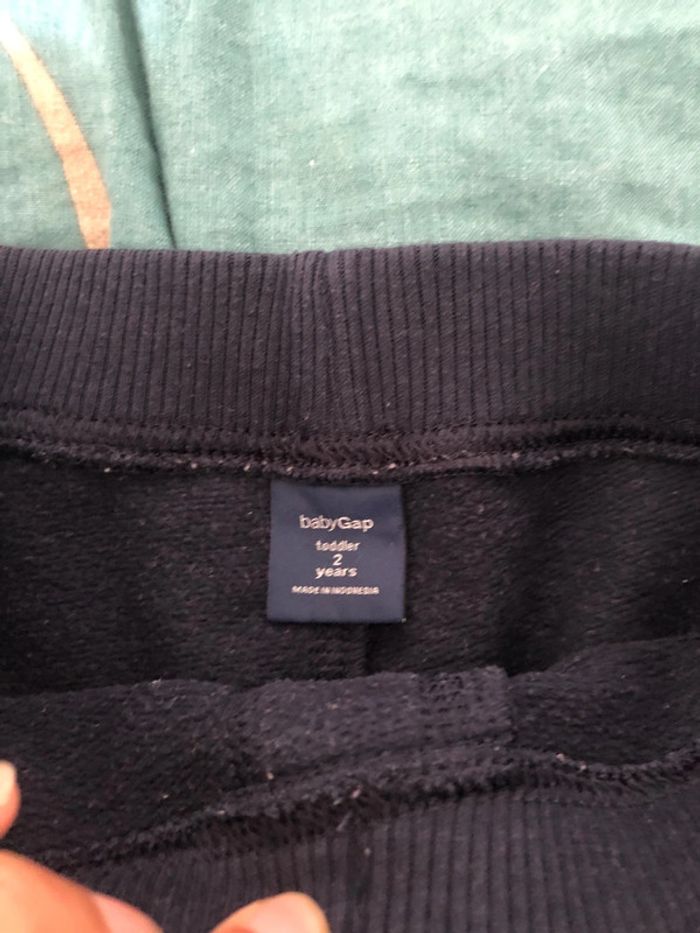 babyGap
toddler
2
years
MADE IN INDONESIA